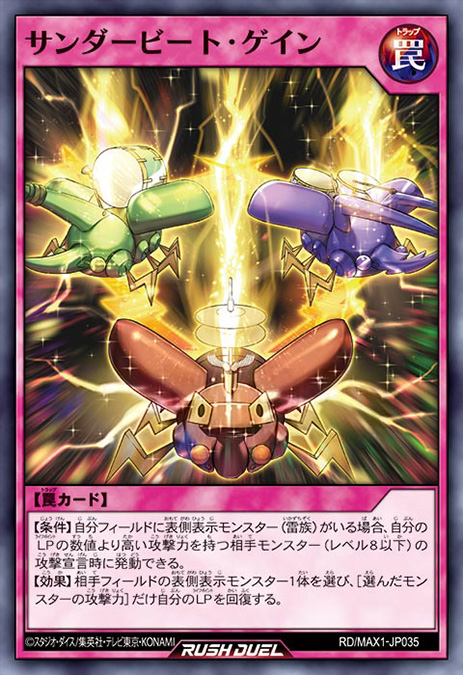 サンダービート・ゲイン
トラップ
罠
トラップ
【罠カード】
【条件】自分フィールドに表側表示モンスター(雷族)がいる場合、自分の
LPの数値より高い攻撃力を持つ相手モンスター(レベル8以下)の
攻撃宣言時に発動できる。
【効果】相手フィールドの表側表示モンスター1体を選び、[選んだモン
スターの攻撃力]だけ自分のLPを回復する。
©スタジオ・ダイス/集英社・テレビ東京・KONAMI
RUSH DUEL
RD/MAX1-JP035